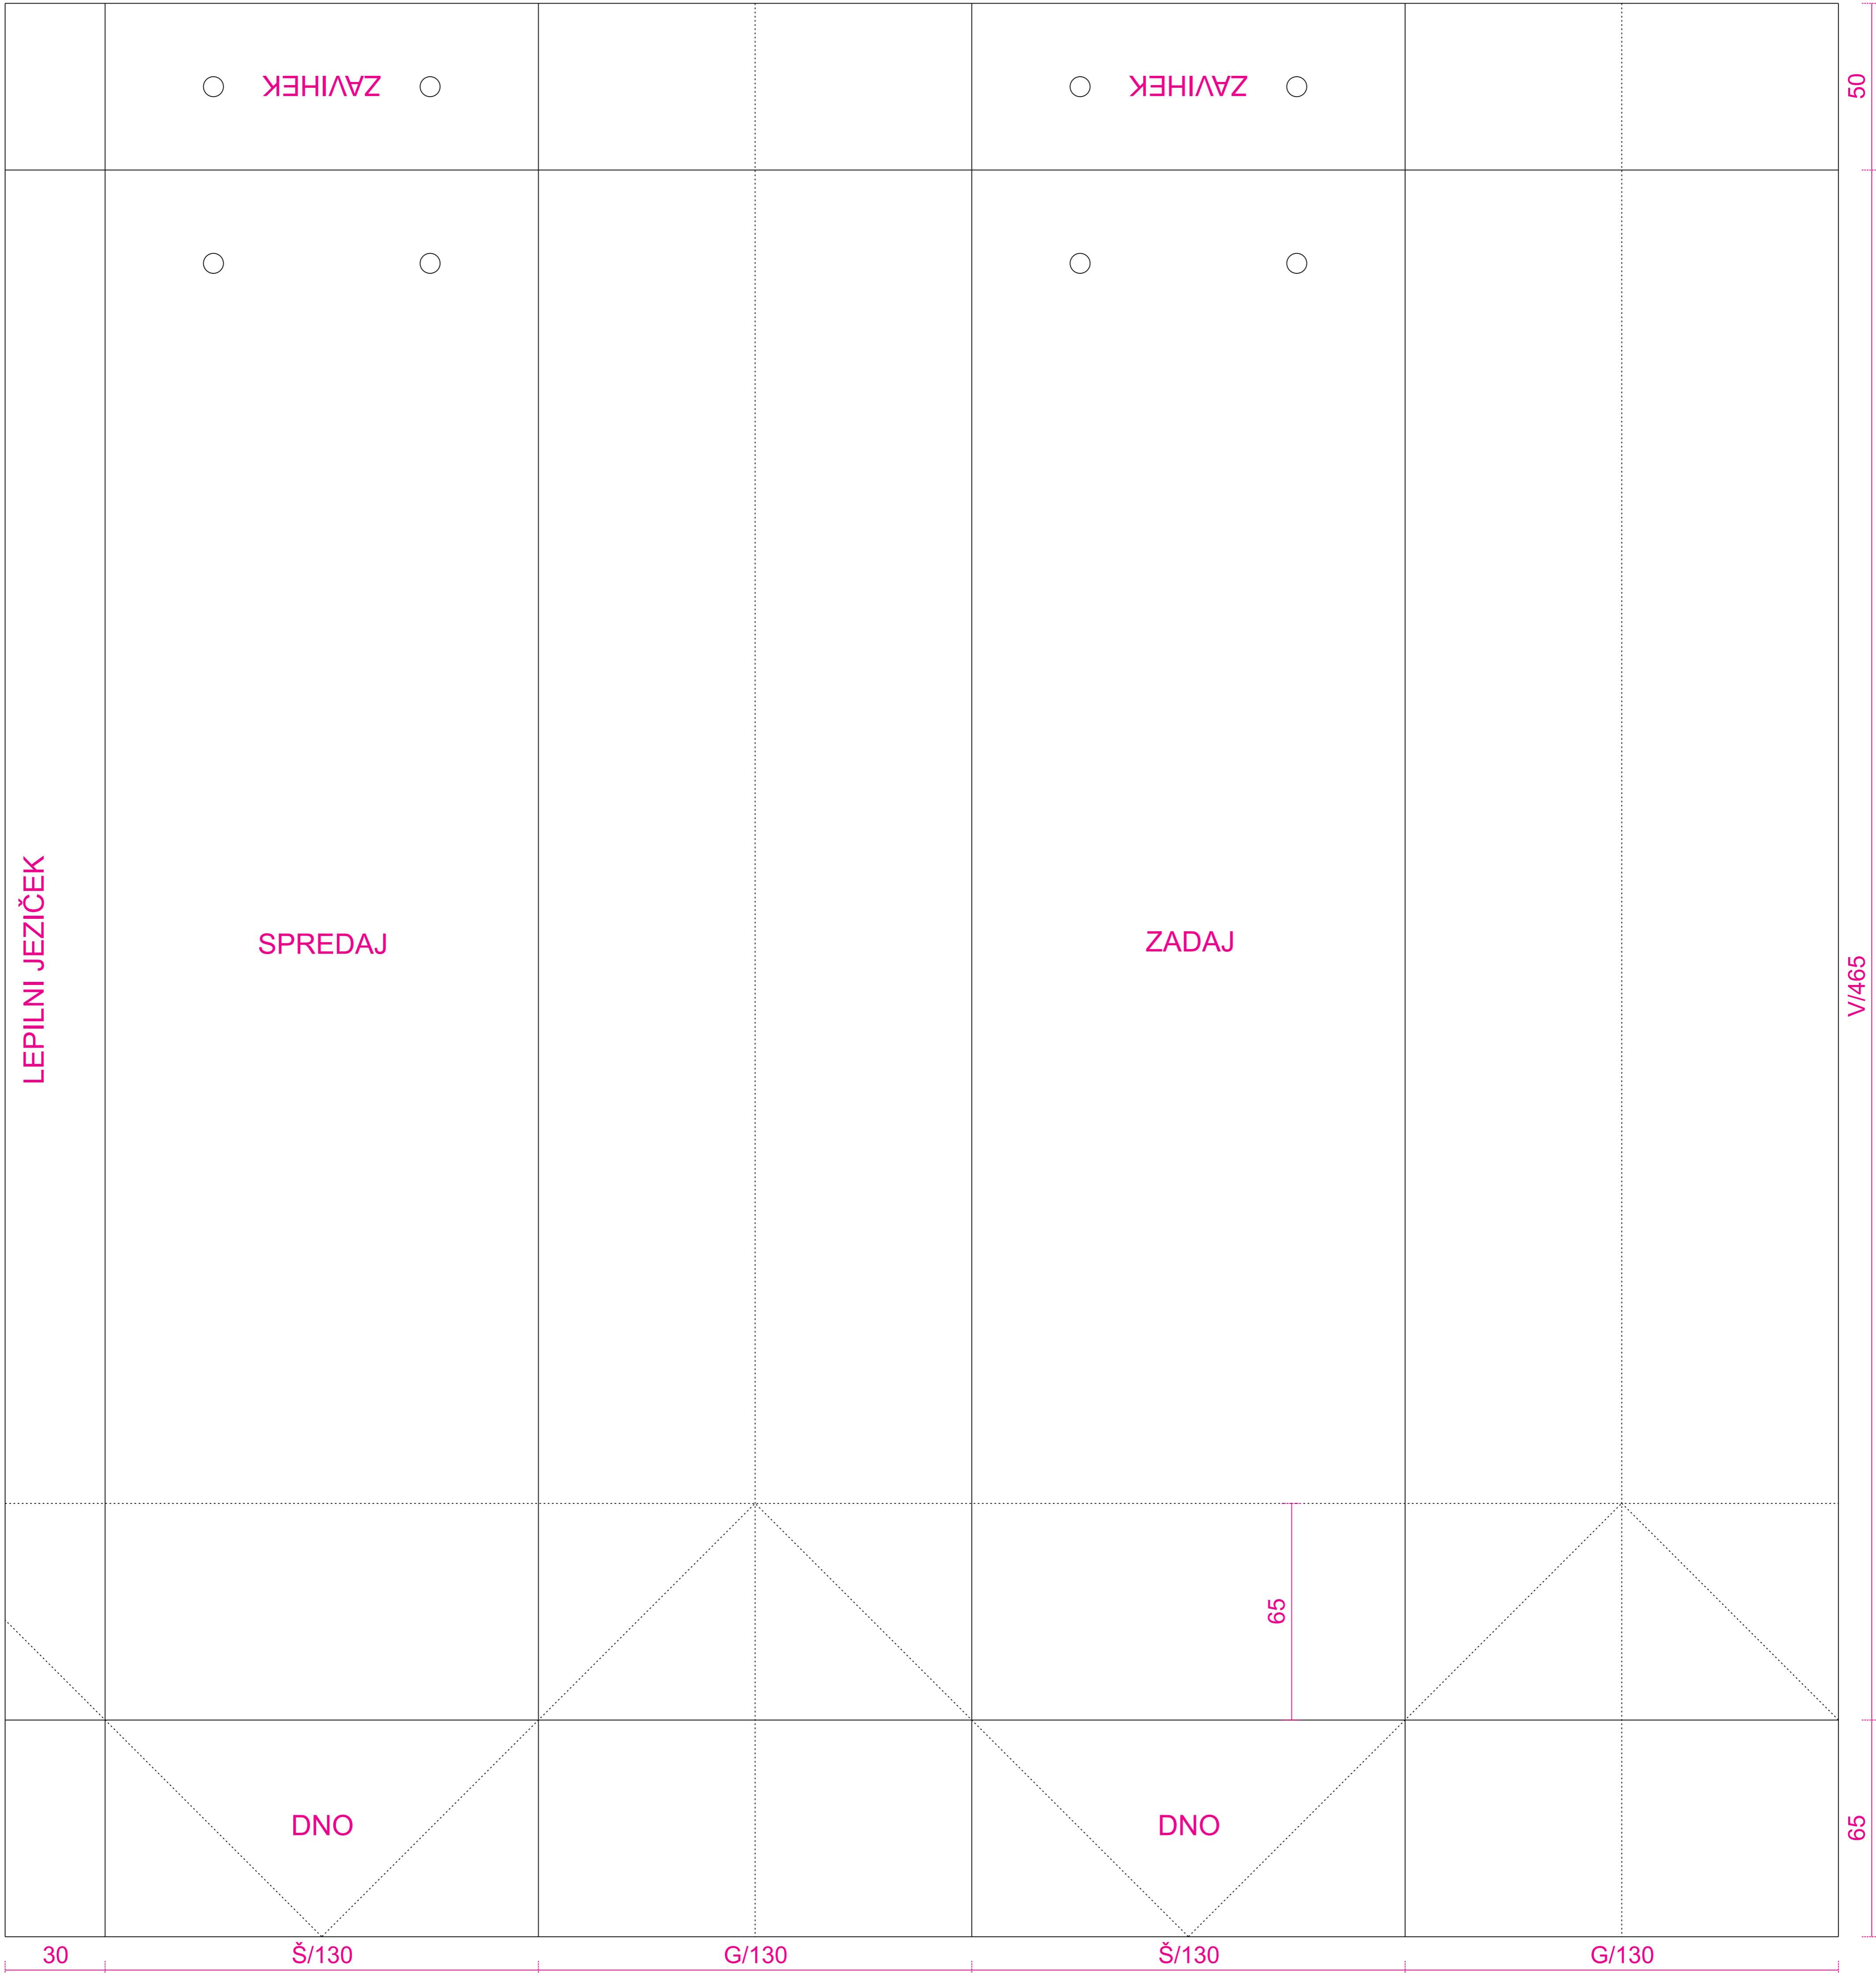 ZAVIHEK
ZAVIHEK
50
LEPILNI JEZIČEK
SPREDAJ
ZADAJ
V/465
65
DNO
DNO
65
30
Š/130
G/130
Š/130
G/130